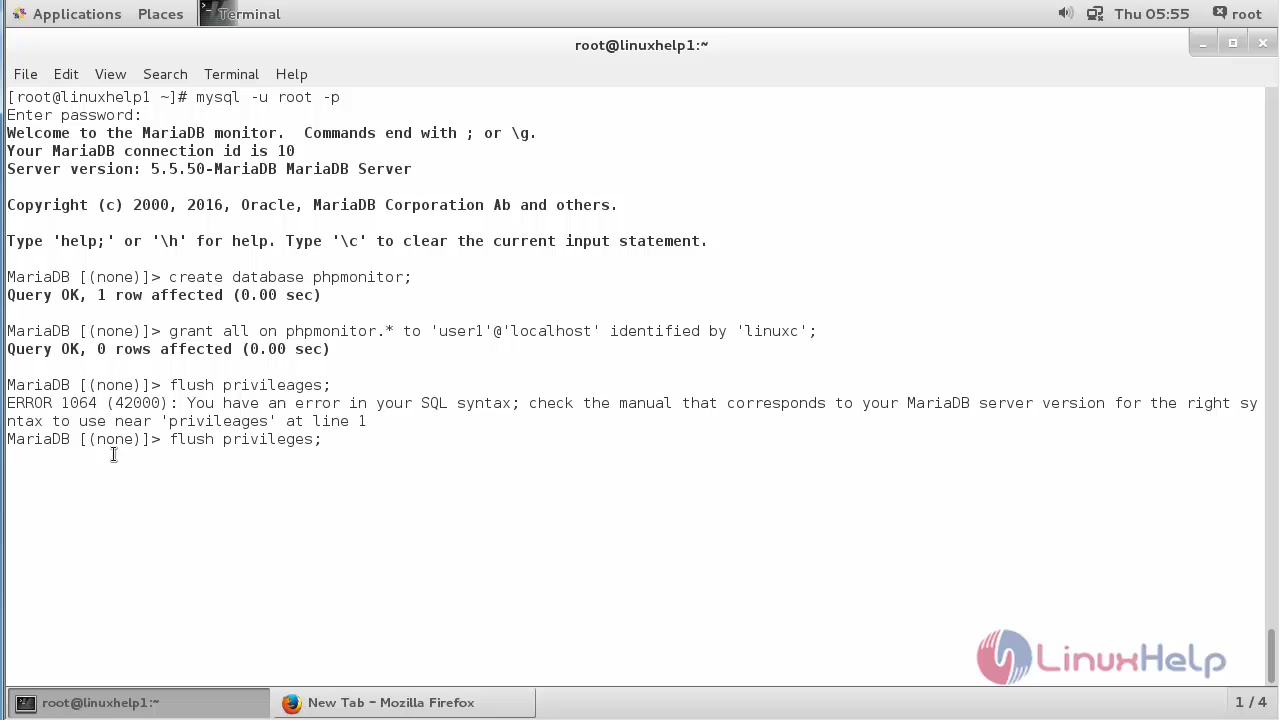 Applications Places Terminal Thu 05:55 root
root@linuxhelp1:~
File Edit View Search Terminal Help
[root@linuxhelp1 ~]# mysql -u root -p
Enter password:
Welcome to the MariaDB monitor.  Commands end with ; or \g.
Your MariaDB connection id is 10
Server version: 5.5.50-MariaDB MariaDB Server
Copyright (c) 2000, 2016, Oracle, MariaDB Corporation Ab and others.
Type 'help;' or '\h' for help. Type '\c' to clear the current input statement.
MariaDB [(none)]> create database phpmonitor;
Query OK, 1 row affected (0.00 sec)
MariaDB [(none)]> grant all on phpmonitor.* to 'user1'@'localhost' identified by 'linuxc';
Query OK, 0 rows affected (0.00 sec)
MariaDB [(none)]> flush privileages;
ERROR 1064 (42000): You have an error in your SQL syntax; check the manual that corresponds to your MariaDB server version for the right sy
ntax to use near 'privileages' at line 1
MariaDB [(none)]> flush privileges;
LinuxHelp
root@linuxhelp1:~ New Tab - Mozilla Firefox 1 / 4